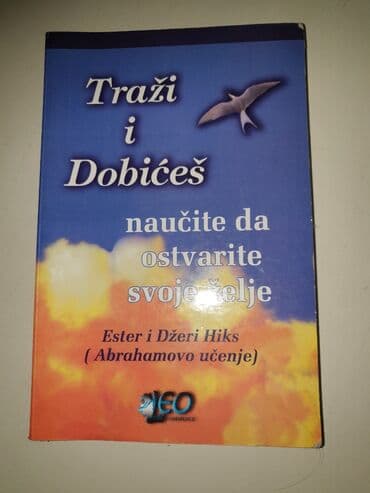 Traži
i
Dobićeš
naučite da
ostvarite
svoje želje
Ester i Džeri Hiks
( Abrahamovo učenje)
LEO